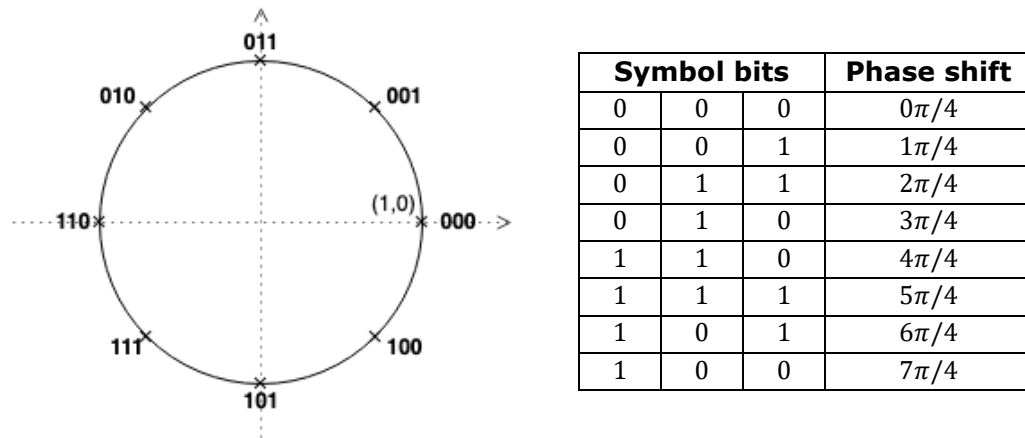 011
010
001
110
(1,0)
000
111
100
101
Symbol bits Phase shift
0 0 0 0π/4
0 0 1 1π/4
0 1 1 2π/4
0 1 0 3π/4
1 1 0 4π/4
1 1 1 5π/4
1 0 1 6π/4
1 0 0 7π/4